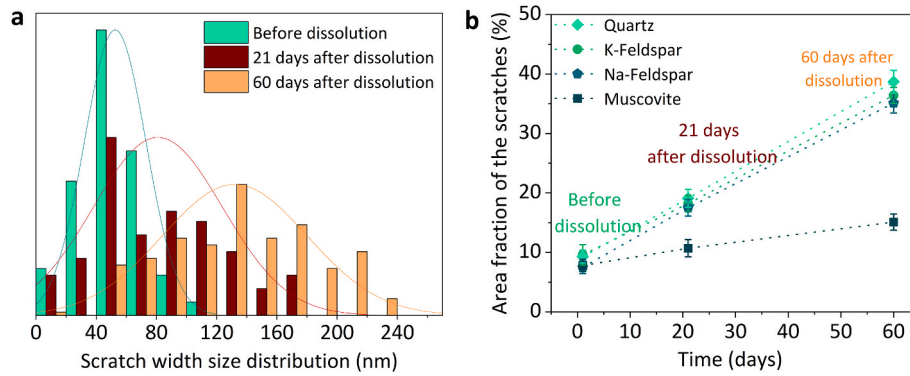 a
Before dissolution
21 days after dissolution
60 days after dissolution
0
40
80
120
160
200
240
Scratch width size distribution (nm)
b
Area fraction of the scratches (%)
50
40
30
20
10
0
Quartz
K-Feldspar
Na-Feldspar
Muscovite
60 days after
dissolution
21 days
after dissolution
Before
dissolution
0
10
20
30
40
50
60
Time (days)